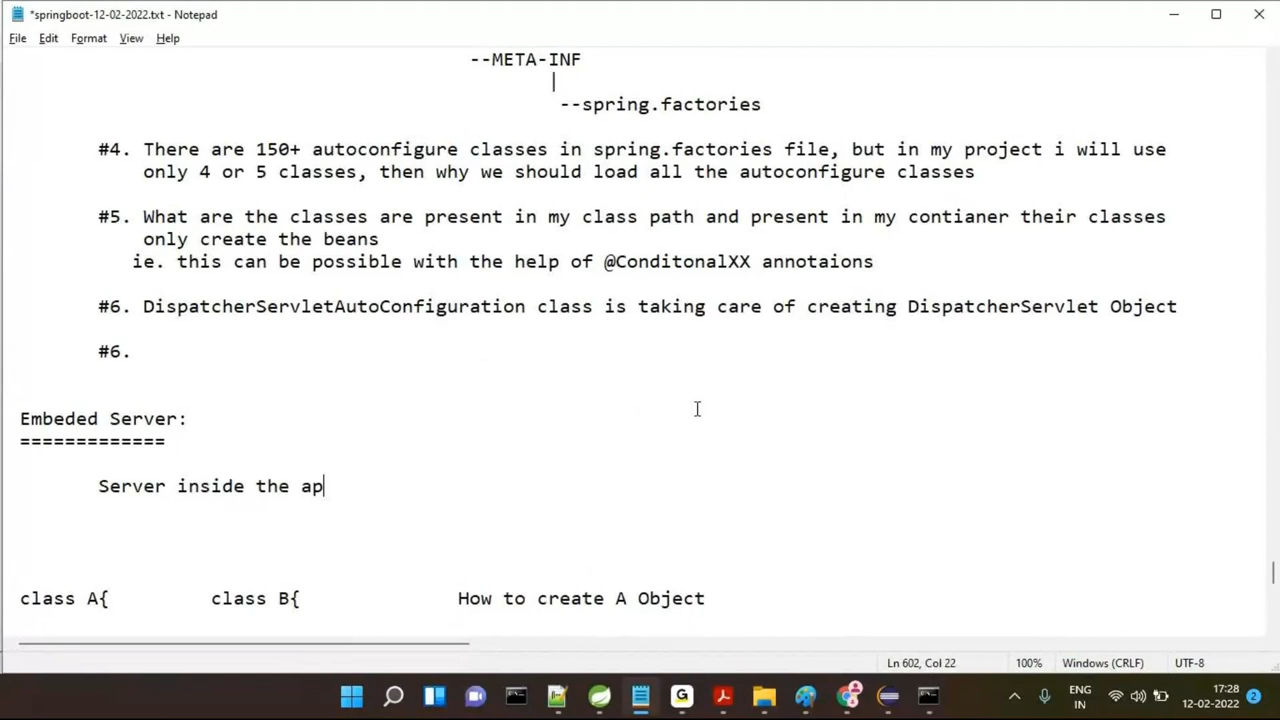 *springboot-12-02-2022.txt - Notepad
File Edit Format View Help
--META-INF
|
--spring.factories
#4. There are 150+ autoconfigure classes in spring.factories file, but in my project i will use
only 4 or 5 classes, then why we should load all the autoconfigure classes
#5. What are the classes are present in my class path and present in my contianer their classes
only create the beans
ie. this can be possible with the help of @ConditonalXX annotaions
#6. DispatcherServletAutoConfiguration class is taking care of creating DispatcherServlet Object
#6.
Embeded Server:
=============
Server inside the ap
class A{ class B{ How to create A Object
Ln 602, Col 22 100% Windows (CRLF) UTF-8
ENG
IN
17:28
12-02-2022
2